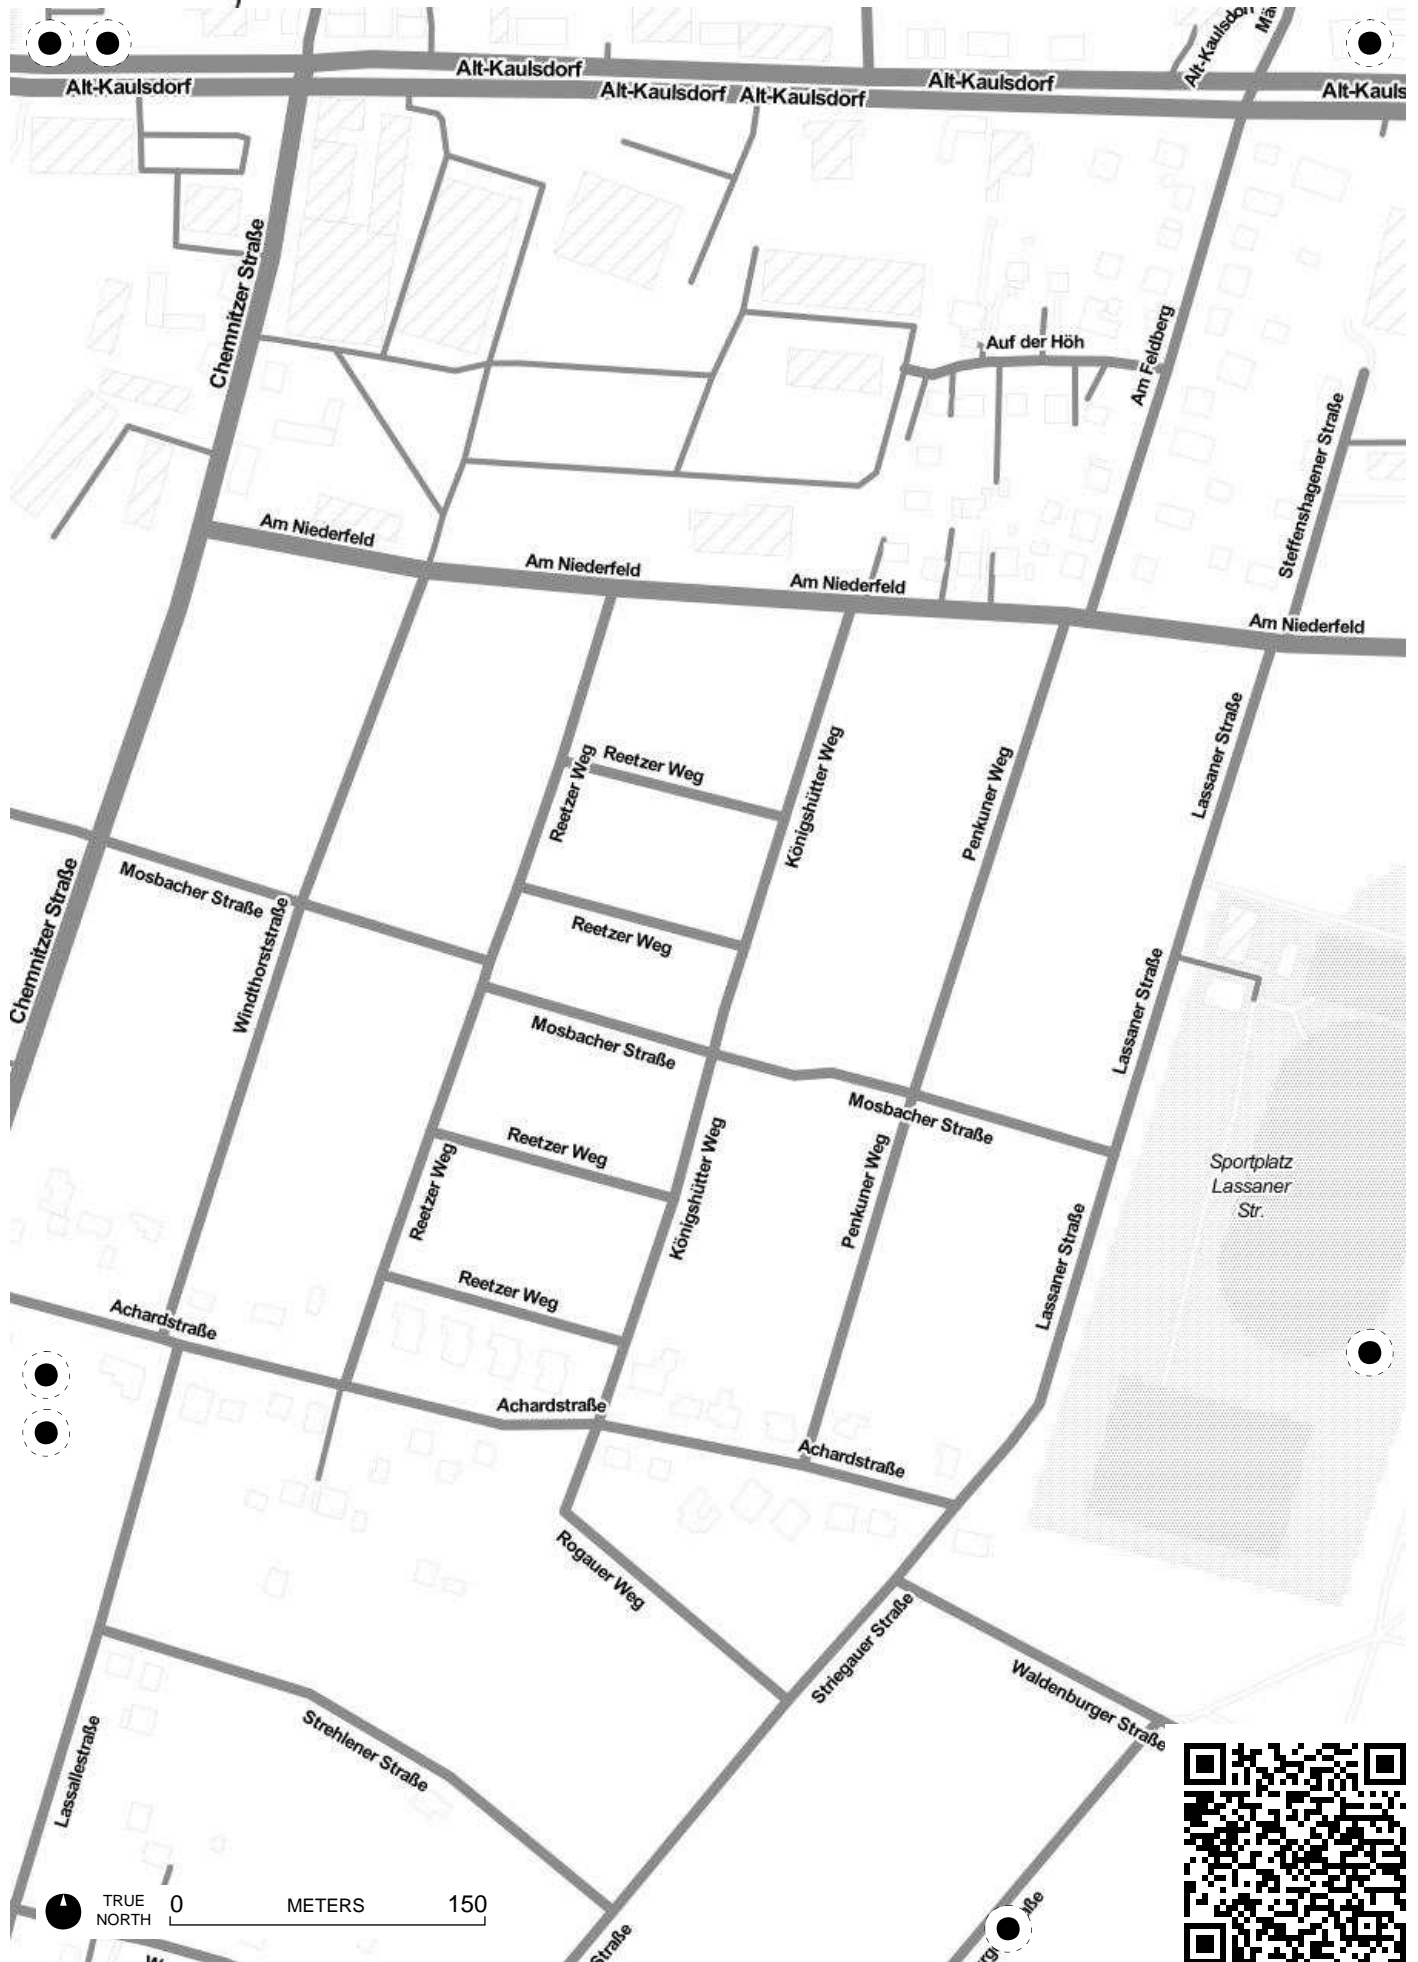 Alt-Kaulsdorf
Alt-Kaulsdorf
Alt-Kaulsdorf
Alt-Kaulsdorf
Alt-Kaulsdorf
Alt-Kaulsdorf
Alt-Kauls
Chemnitzer Straße
Auf der Höh
Am Feldberg
Steffenshagener Straße
Am Niederfeld
Am Niederfeld
Am Niederfeld
Am Niederfeld
Reetzer Weg
Reetzer Weg
Königshütter Weg
Penkuner Weg
Lassaner Straße
Mosbacher Straße
Chemnitzer Straße
Windthorststraße
Reetzer Weg
Lassaner Straße
Mosbacher Straße
Mosbacher Straße
Reetzer Weg
Reetzer Weg
Königshütter Weg
Penkuner Weg
Sportplatz
Lassaner
Str.
Lassaner Straße
Reetzer Weg
Achardstraße
Achardstraße
Achardstraße
Rogauer Weg
Striegauer Straße
Waldenburger Straße
Strehlener Straße
Lassallestraße
TRUE
NORTH
0 METERS 150
Straße